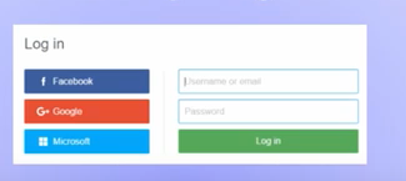 Log in
f Facebook
G+ Google
Microsoft
Username or email
Password
Log in